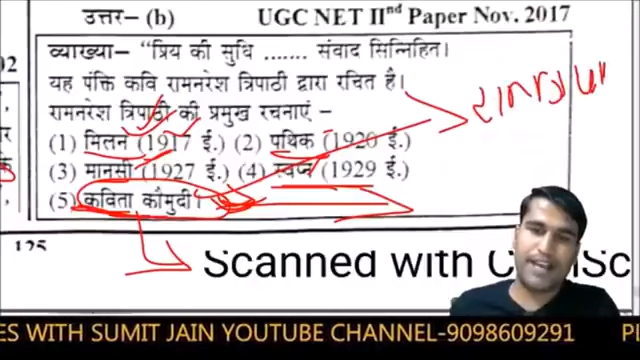 उत्तर– (b) UGC NET IInd Paper Nov. 2017
व्याख्या– “प्रिय की सुधि ....... संवाद सिन्निहित।
यह पंक्ति कवि रामनरेश त्रिपाठी द्वारा रचित है।
रामनरेश त्रिपाठी की प्रमुख रचनाएं –
(1) मिलन (1917 ई.) (2) पथिक (1920 ई.)
(3) मानसी (1927 ई.) (4) स्वप्न (1929 ई.)
(5) कविता कौमुदी।
02
125
Scanned with
ES WITH SUMIT JAIN YOUTUBE CHANNEL-9098609291